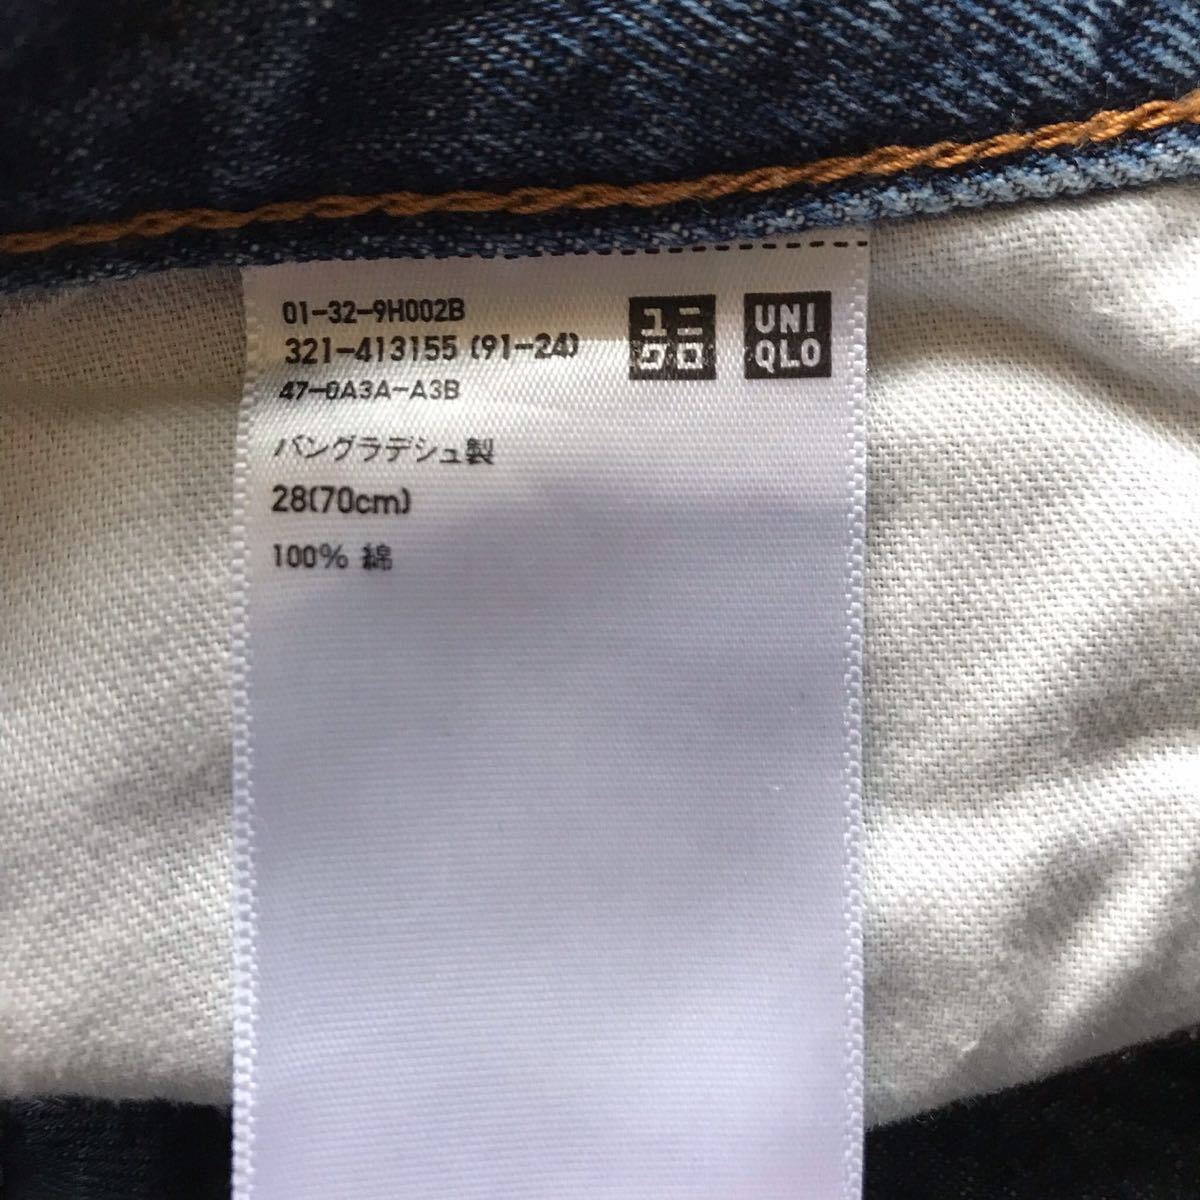 01-32-9H002B
321-413155 (91-24)
47-0A3A-A3B
バングラデシュ製
28(70cm)
100% 綿
ユニ
クロ
UNI
QLO